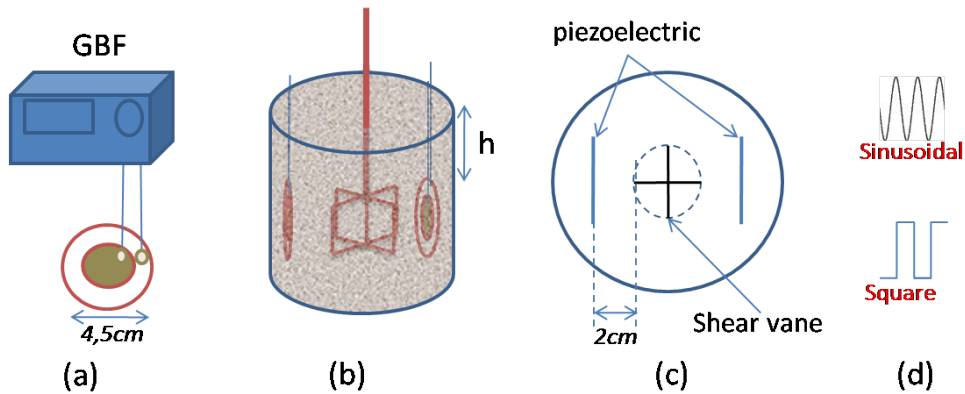 GBF
4,5cm
(a)
h
(b)
piezoelectric
2cm
Shear vane
(c)
Sinusoidal
Square
(d)